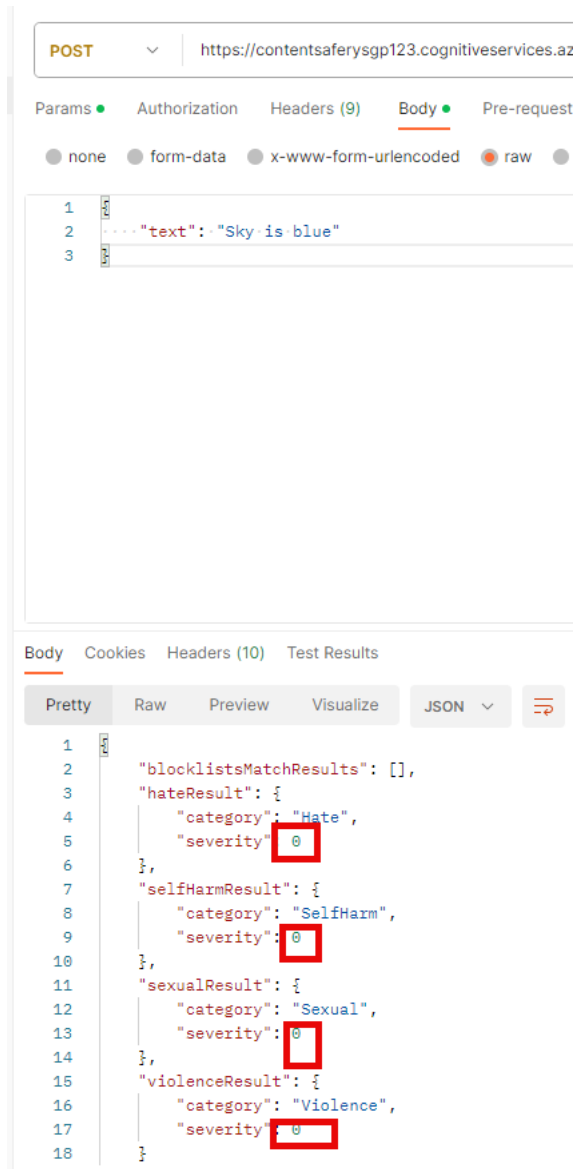 POST https://contentsaferysgp123.cognitiveservices.az
Params Authorization Headers (9) Body Pre-request
none form-data x-www-form-urlencoded raw
1 {
2 "text": "Sky is blue"
3 }
Body Cookies Headers (10) Test Results
Pretty Raw Preview Visualize JSON
1 {
2 "blocklistsMatchResults": [],
3 "hateResult": {
4 "category": "Hate",
5 "severity" 0
6 },
7 "selfHarmResult": {
8 "category": "SelfHarm",
9 "severity": 0
10 },
11 "sexualResult": {
12 "category": "Sexual",
13 "severity": 0
14 },
15 "violenceResult": {
16 "category": "Violence",
17 "severity": 0
18 }